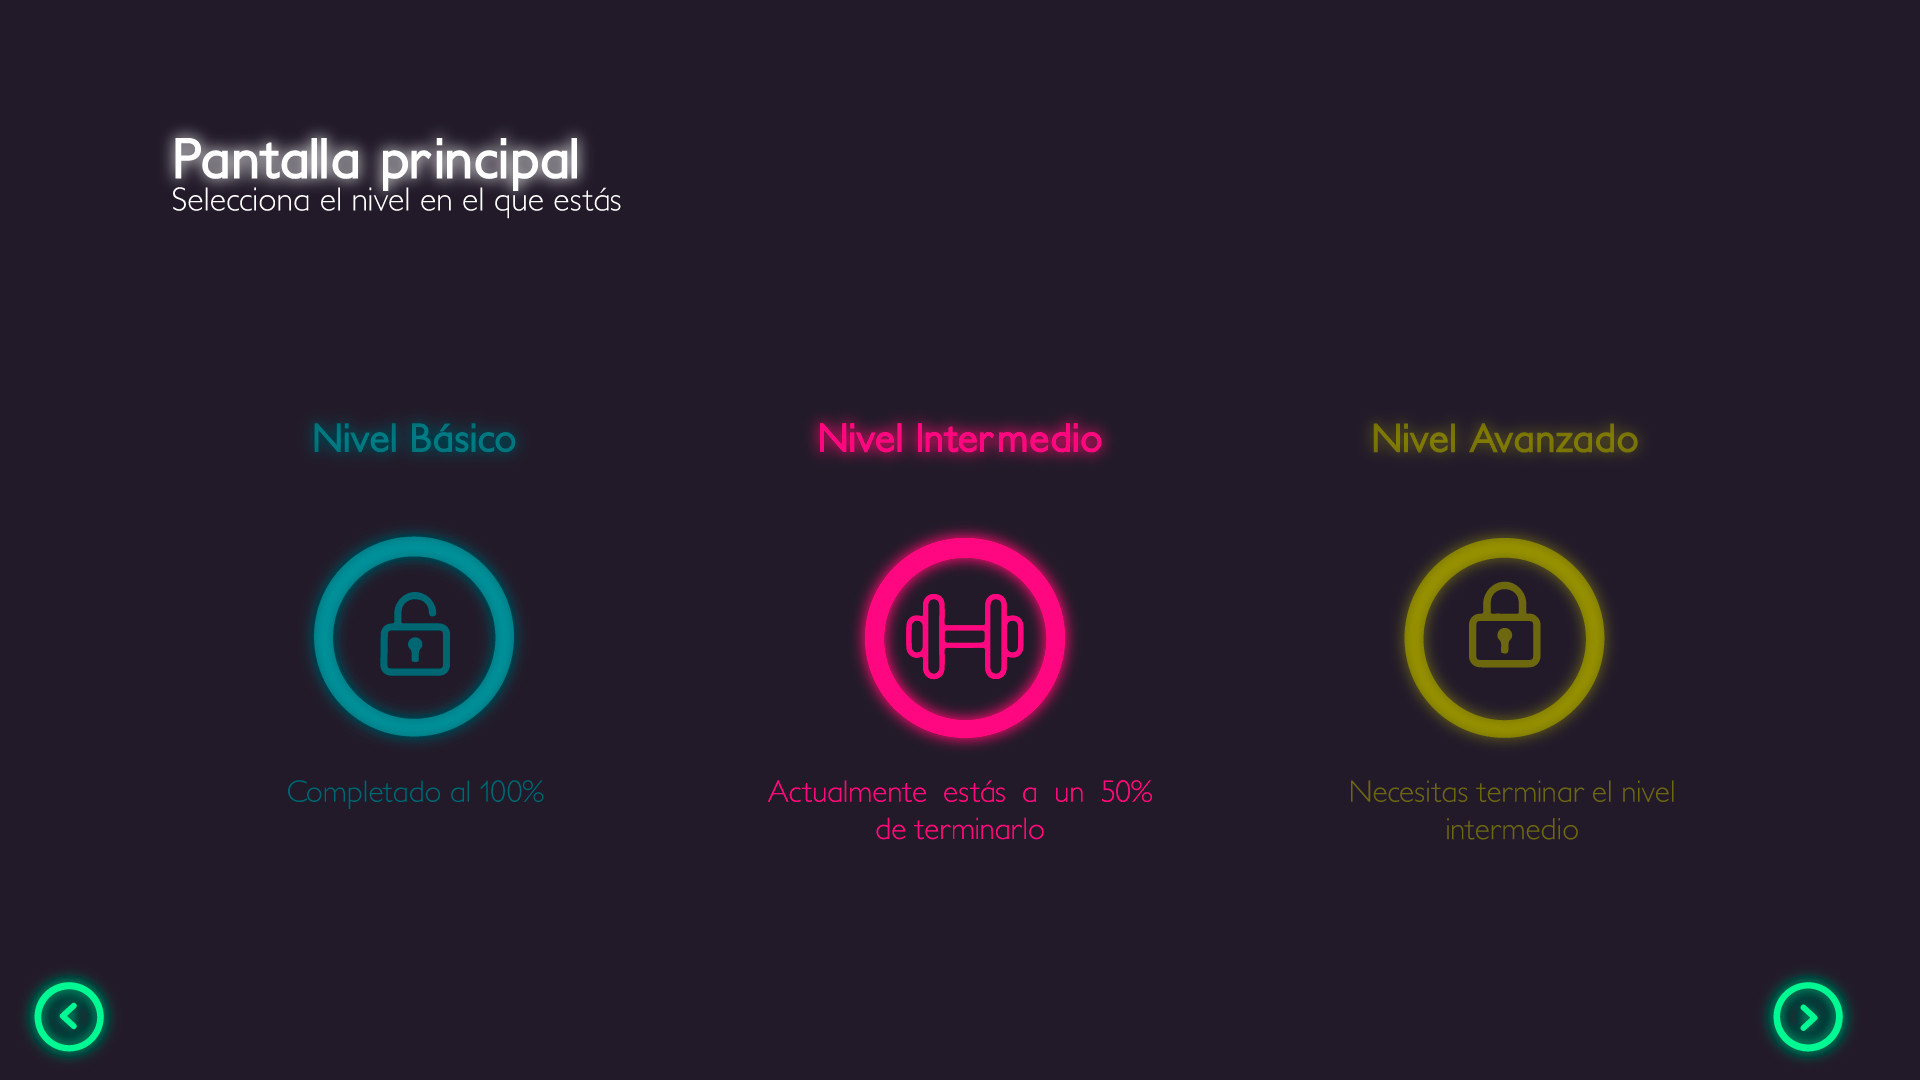 Pantalla principal
Selecciona el nivel en el que estás
Nivel Básico
Nivel Intermedio
Nivel Avanzado
Completado al 100%
Actualmente estás a un 50%
de terminarlo
Necesitas terminar el nivel
intermedio